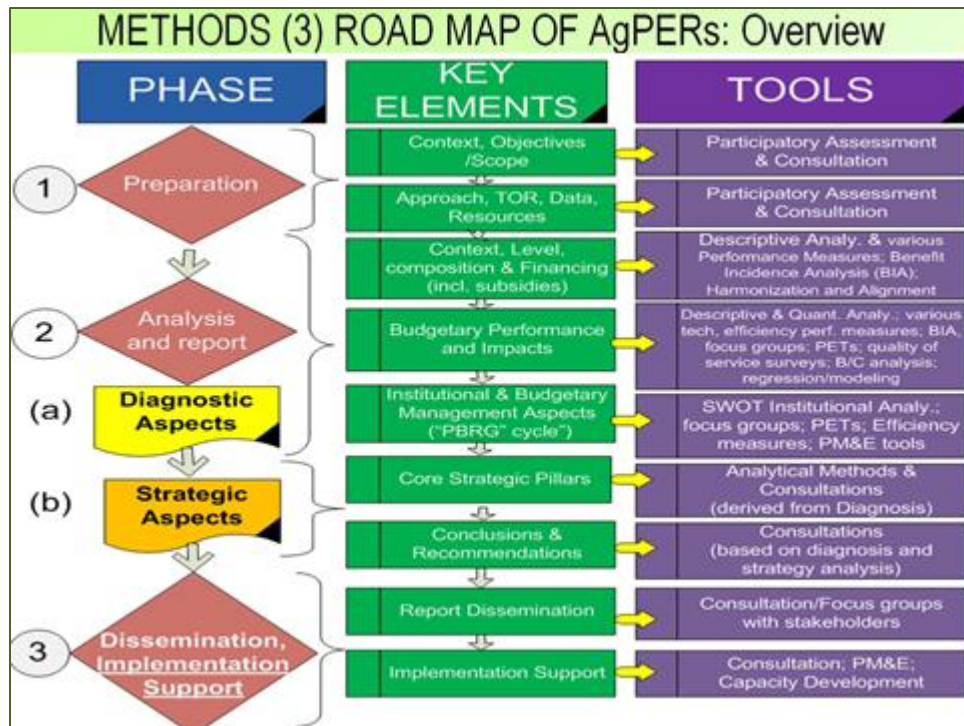 METHODS (3) ROAD MAP OF AgPERs: Overview
PHASE
KEY
ELEMENTS
TOOLS
1
Preparation
Context, Objectives
/Scope
Participatory Assessment
& Consultation
Approach, TOR, Data,
Resources
Participatory Assessment
& Consultation
2
Analysis
and report
Context, Level,
composition & Financing
(incl. subsidies)
Descriptive Analy. & various
Performance Measures; Benefit
Incidence Analysis (BIA);
Harmonization and Alignment
Budgetary Performance
and Impacts
Descriptive & Quant. Analy.; various
tech, efficiency perf. measures; BIA,
focus groups; PETs; quality of
service surveys; B/C analysis;
regression/modeling
(a)
Diagnostic
Aspects
Institutional & Budgetary
Management Aspects
("PBRG" cycle")
SWOT Institutional Analy.;
focus groups; PETs; Efficiency
measures; PM&E tools
(b)
Strategic
Aspects
Core Strategic Pillars
Analytical Methods &
Consultations
(derived from Diagnosis)
Conclusions &
Recommendations
Consultations
(based on diagnosis and
strategy analysis)
3
Dissemination,
Implementation
Support
Report Dissemination
Consultation/Focus groups
with stakeholders
Implementation Support
Consultation; PM&E;
Capacity Development